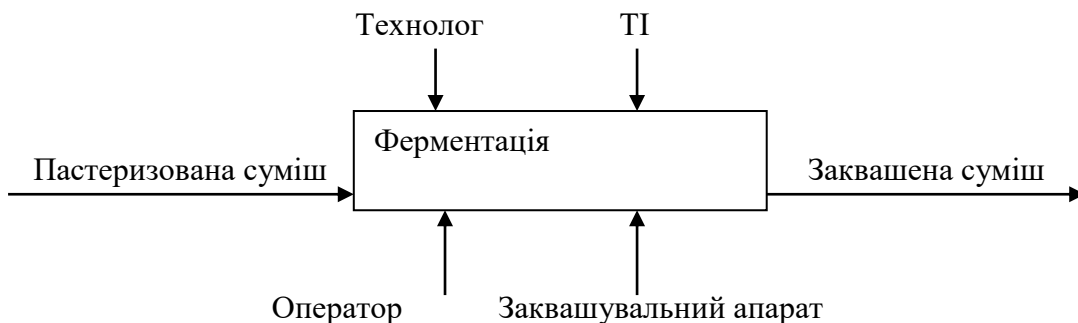 Технолог ТІ
Ферментація
Пастеризована суміш Заквашена суміш
Оператор Заквашувальний апарат